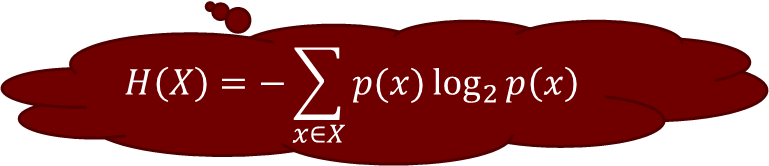 H(X) = − ∑_{x∈X} p(x) log₂ p(x)